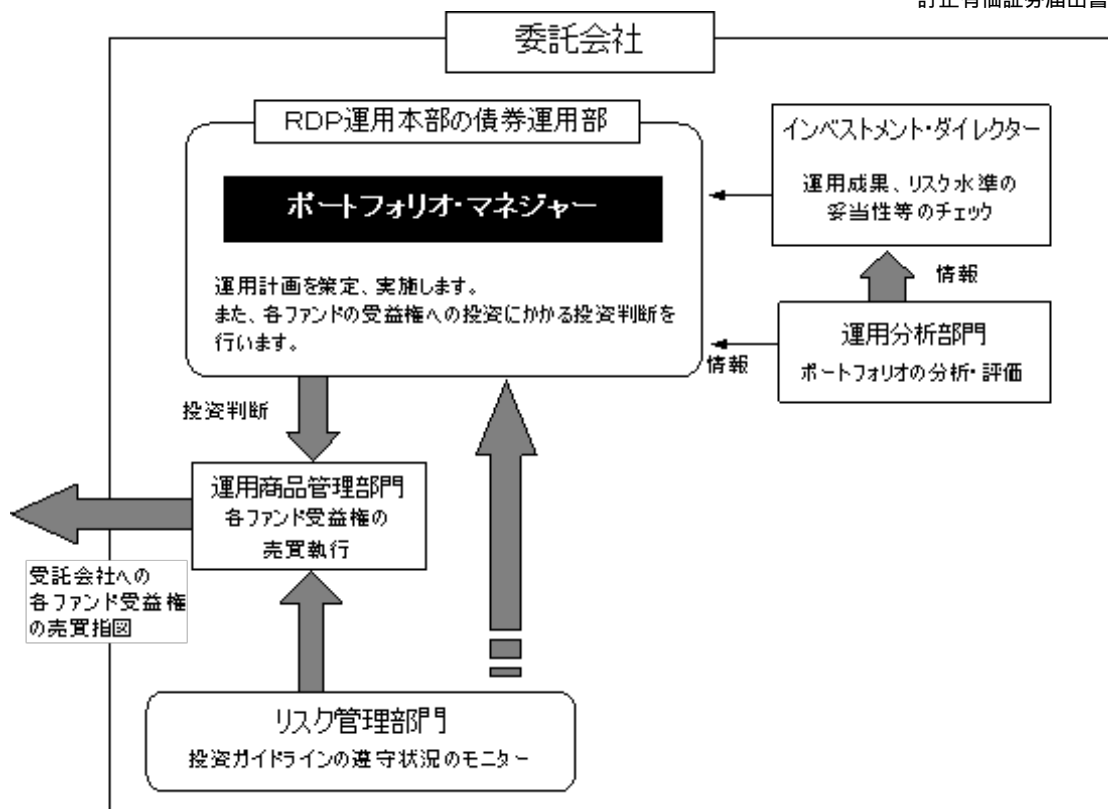 訂正有価証券届出書
委託会社
RDP運用本部の債券運用部
ポートフォリオ・マネジャー
運用計画を策定、実施します。
また、各ファンドの受益権への投資にかかる投資判断を
行います。
インベストメント・ダイレクター
運用成果、リスク水準の
妥当性等のチェック
情報
運用分析部門
ポートフォリオの分析・評価
情報
投資判断
運用商品管理部門
各ファンド受益権の
売買執行
受託会社への
各ファンド受益権
の売買指図
リスク管理部門
投資ガイドラインの遵守状況のモニター